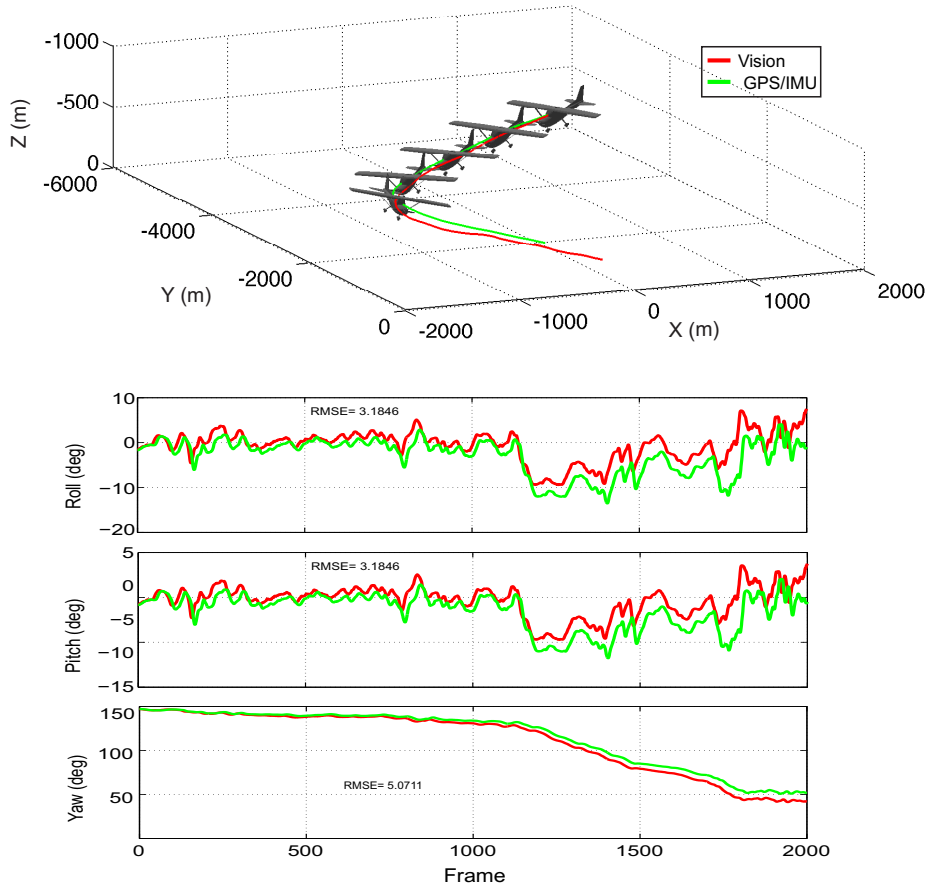 -1000
-500
0
Z (m)
-6000
-4000
-2000
0
Y (m)
-2000
-1000
0
1000
2000
X (m)
Vision
GPS/IMU
10
0
−10
−20
Roll (deg)
RMSE= 3.1846
5
0
−5
−10
−15
Pitch (deg)
RMSE= 3.1846
150
100
50
Yaw (deg)
RMSE= 5.0711
0
500
1000
1500
2000
Frame